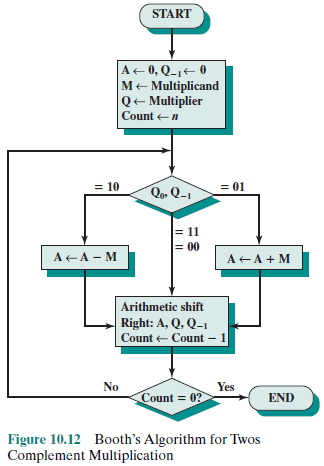 START
A ← 0, Q₋₁ ← 0
M ← Multiplicand
Q ← Multiplier
Count ← n
= 10
Q₀, Q₋₁
= 01
= 11
= 00
A ← A − M
A ← A + M
Arithmetic shift
Right: A, Q, Q₋₁
Count ← Count − 1
No
Count = 0?
Yes
END
Figure 10.12 Booth's Algorithm for Twos
Complement Multiplication